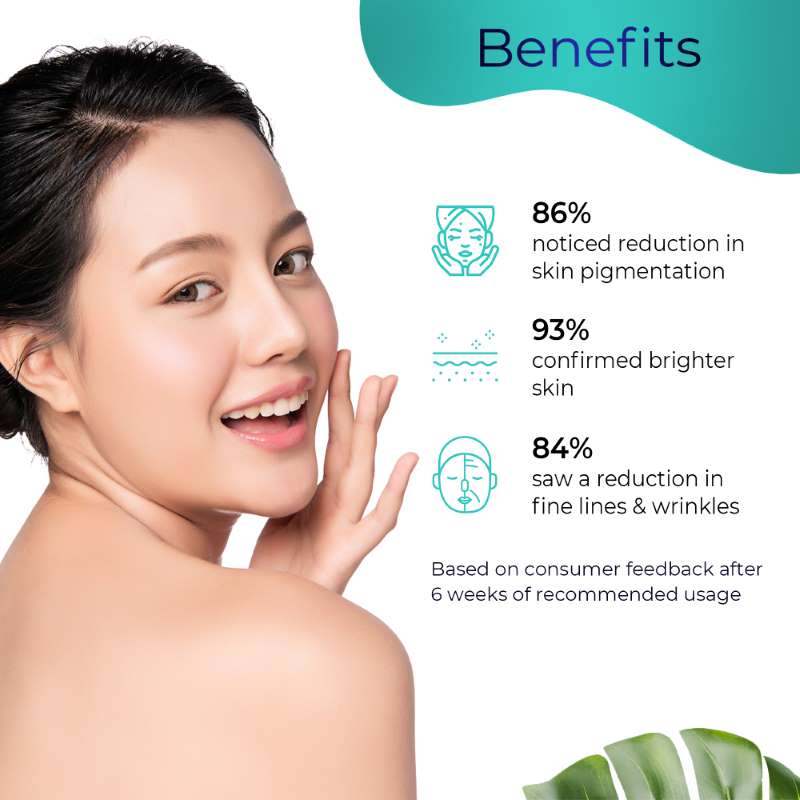 Benefits
86%
noticed reduction in
skin pigmentation
93%
confirmed brighter
skin
84%
saw a reduction in
fine lines & wrinkles
Based on consumer feedback after
6 weeks of recommended usage